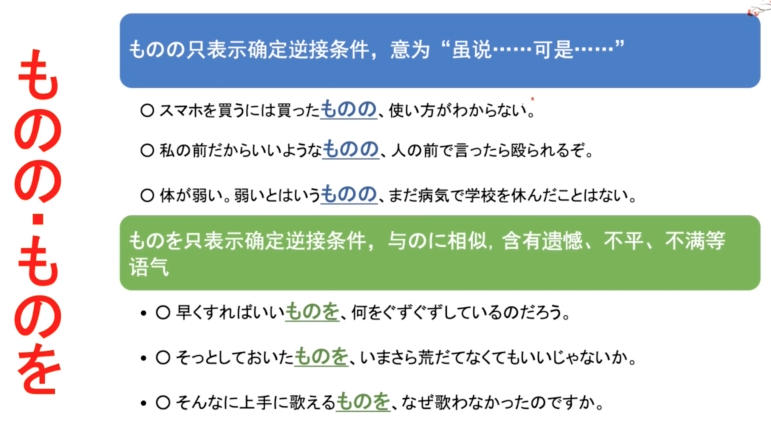 ものの・ものを
ものの只表示确定逆接条件，意为“虽说……可是……”
〇 スマホを買うには買ったものの、使い方がわからない。
〇 私の前だからいいようなものの、人の前で言ったら殴られるぞ。
〇 体が弱い。弱いとはいうものの、まだ病気で学校を休んだことはない。
ものを只表示确定逆接条件，与のに相似，含有遗憾、不平、不满等
语气
• 〇 早くすればいいものを、何をぐずぐずしているのだろう。
• 〇 そっとしておいたものを、いまさら荒だてなくてもいいじゃないか。
• 〇 そんなに上手に歌えるものを、なぜ歌わなかったのですか。